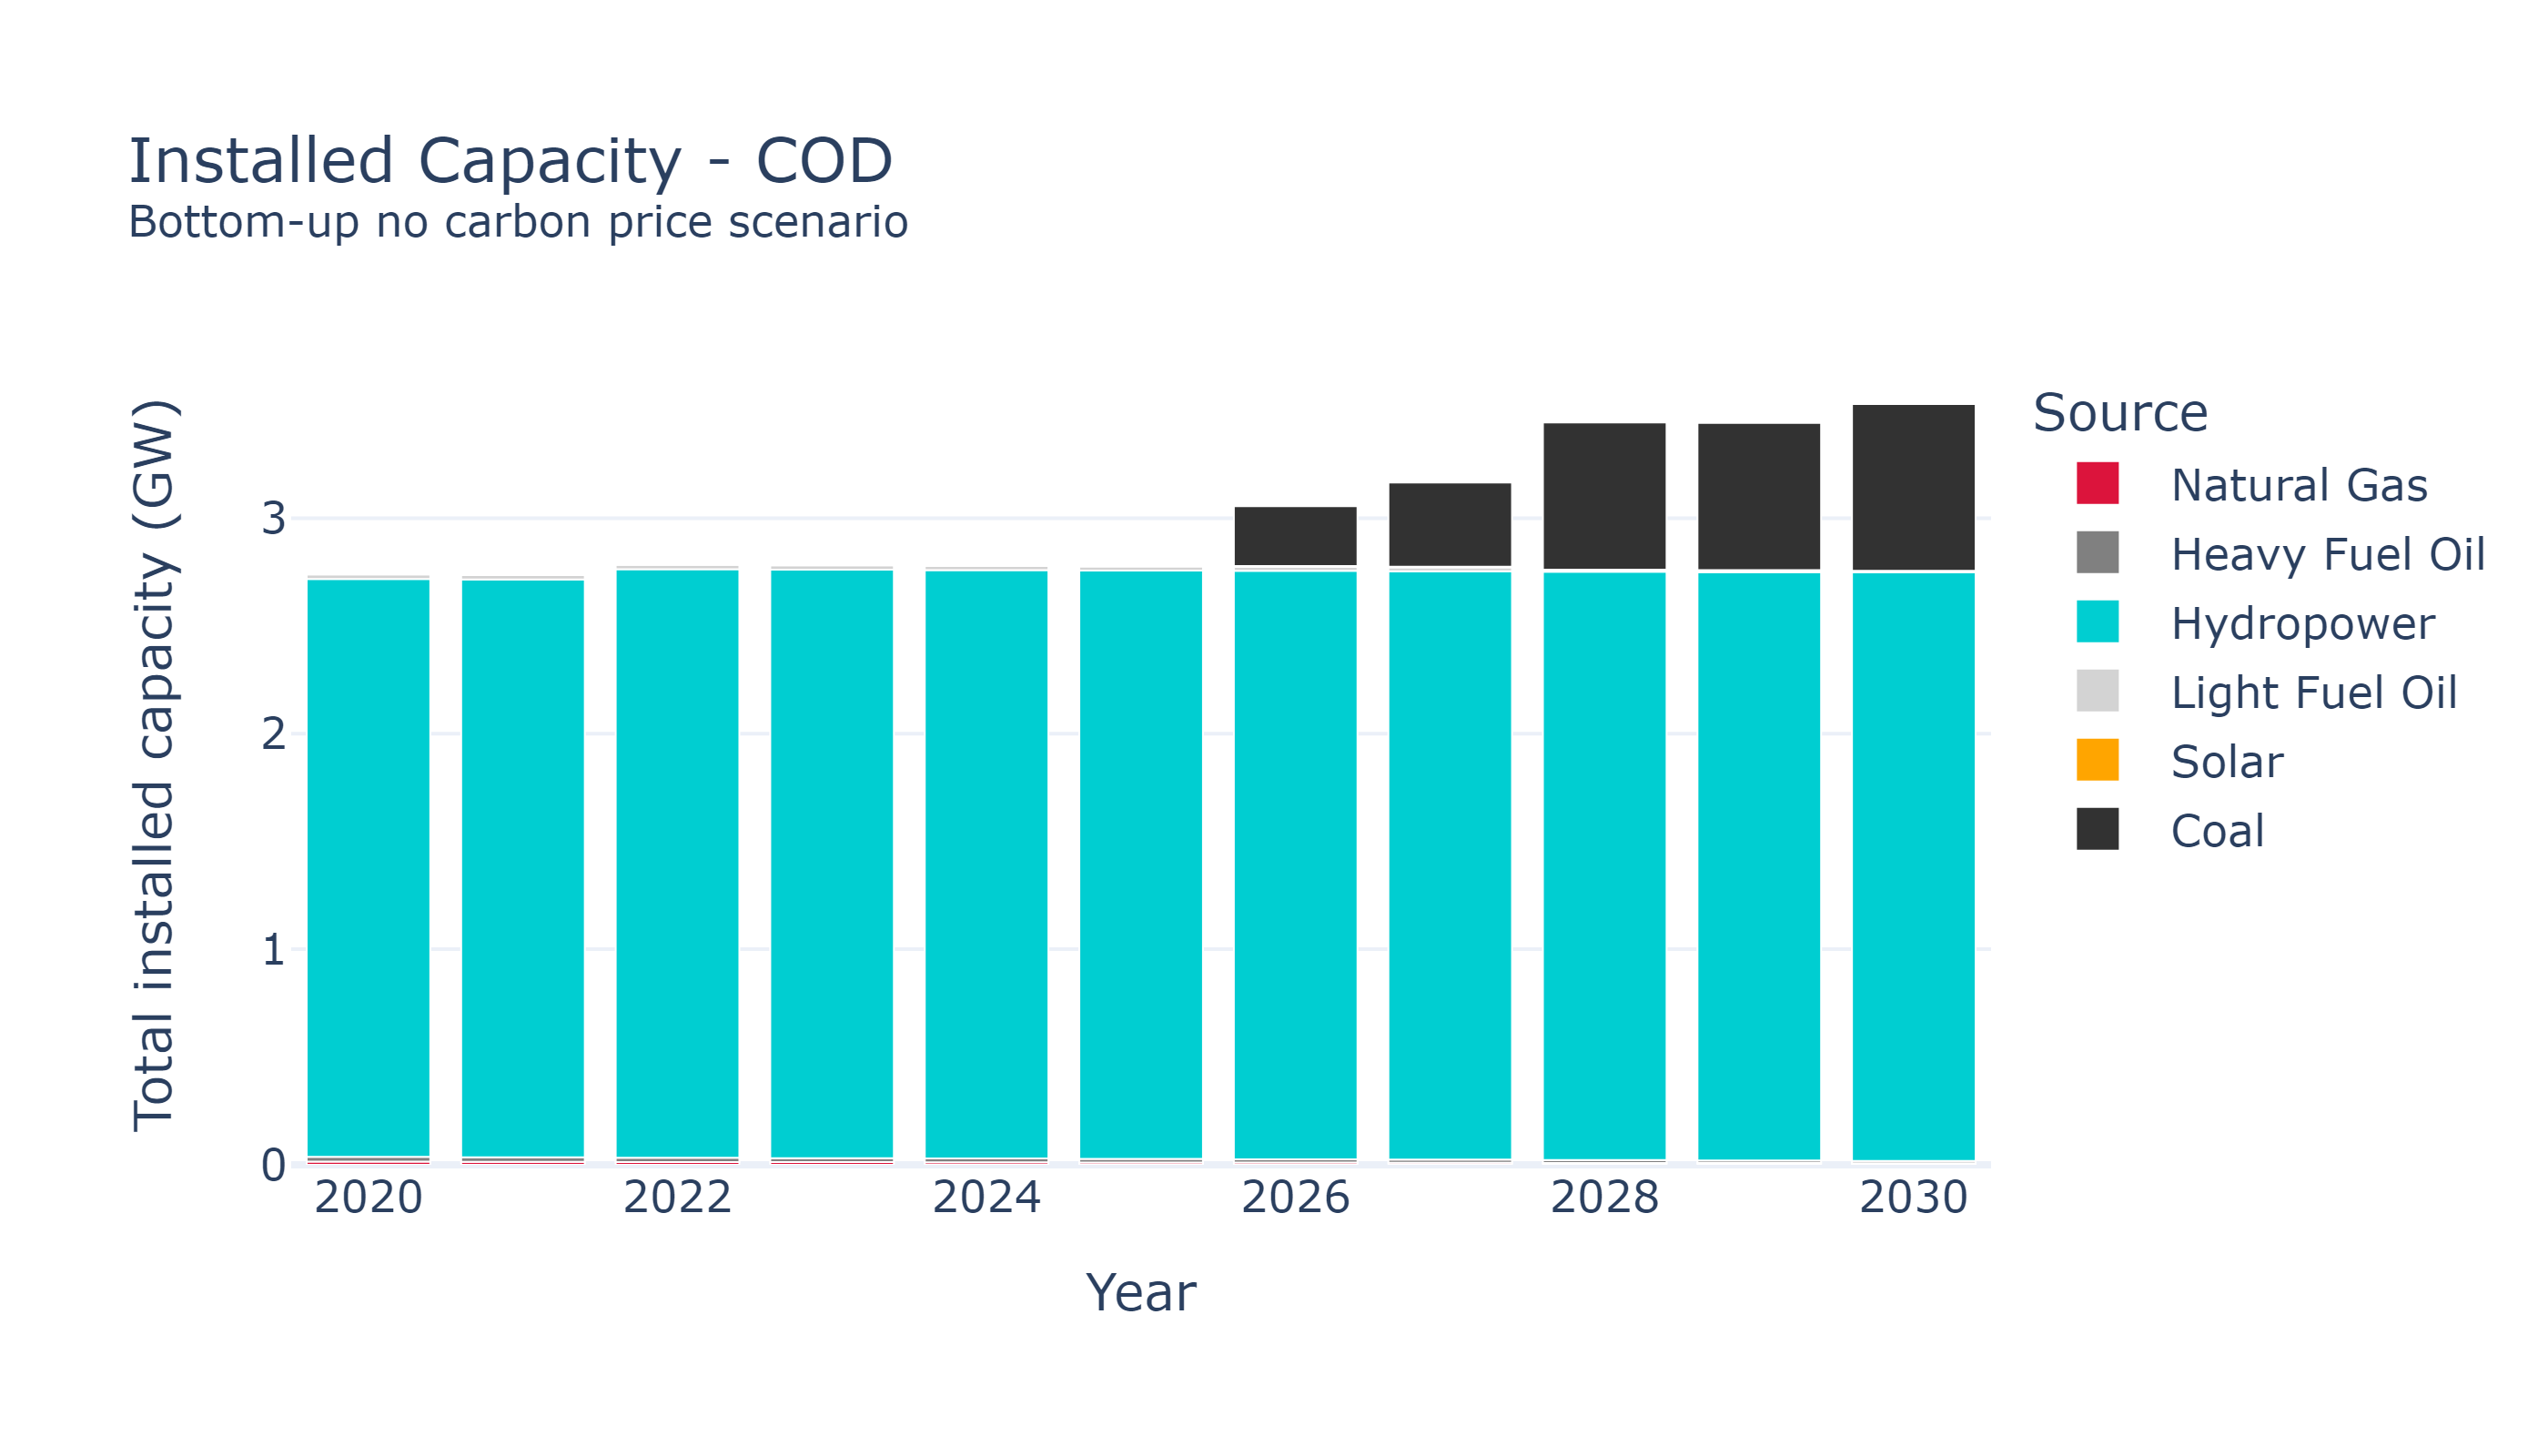 Installed Capacity - COD
Bottom-up no carbon price scenario
Total installed capacity (GW)
3
2
1
0
2020
2022
2024
2026
2028
2030
Year
Source
Natural Gas
Heavy Fuel Oil
Hydropower
Light Fuel Oil
Solar
Coal